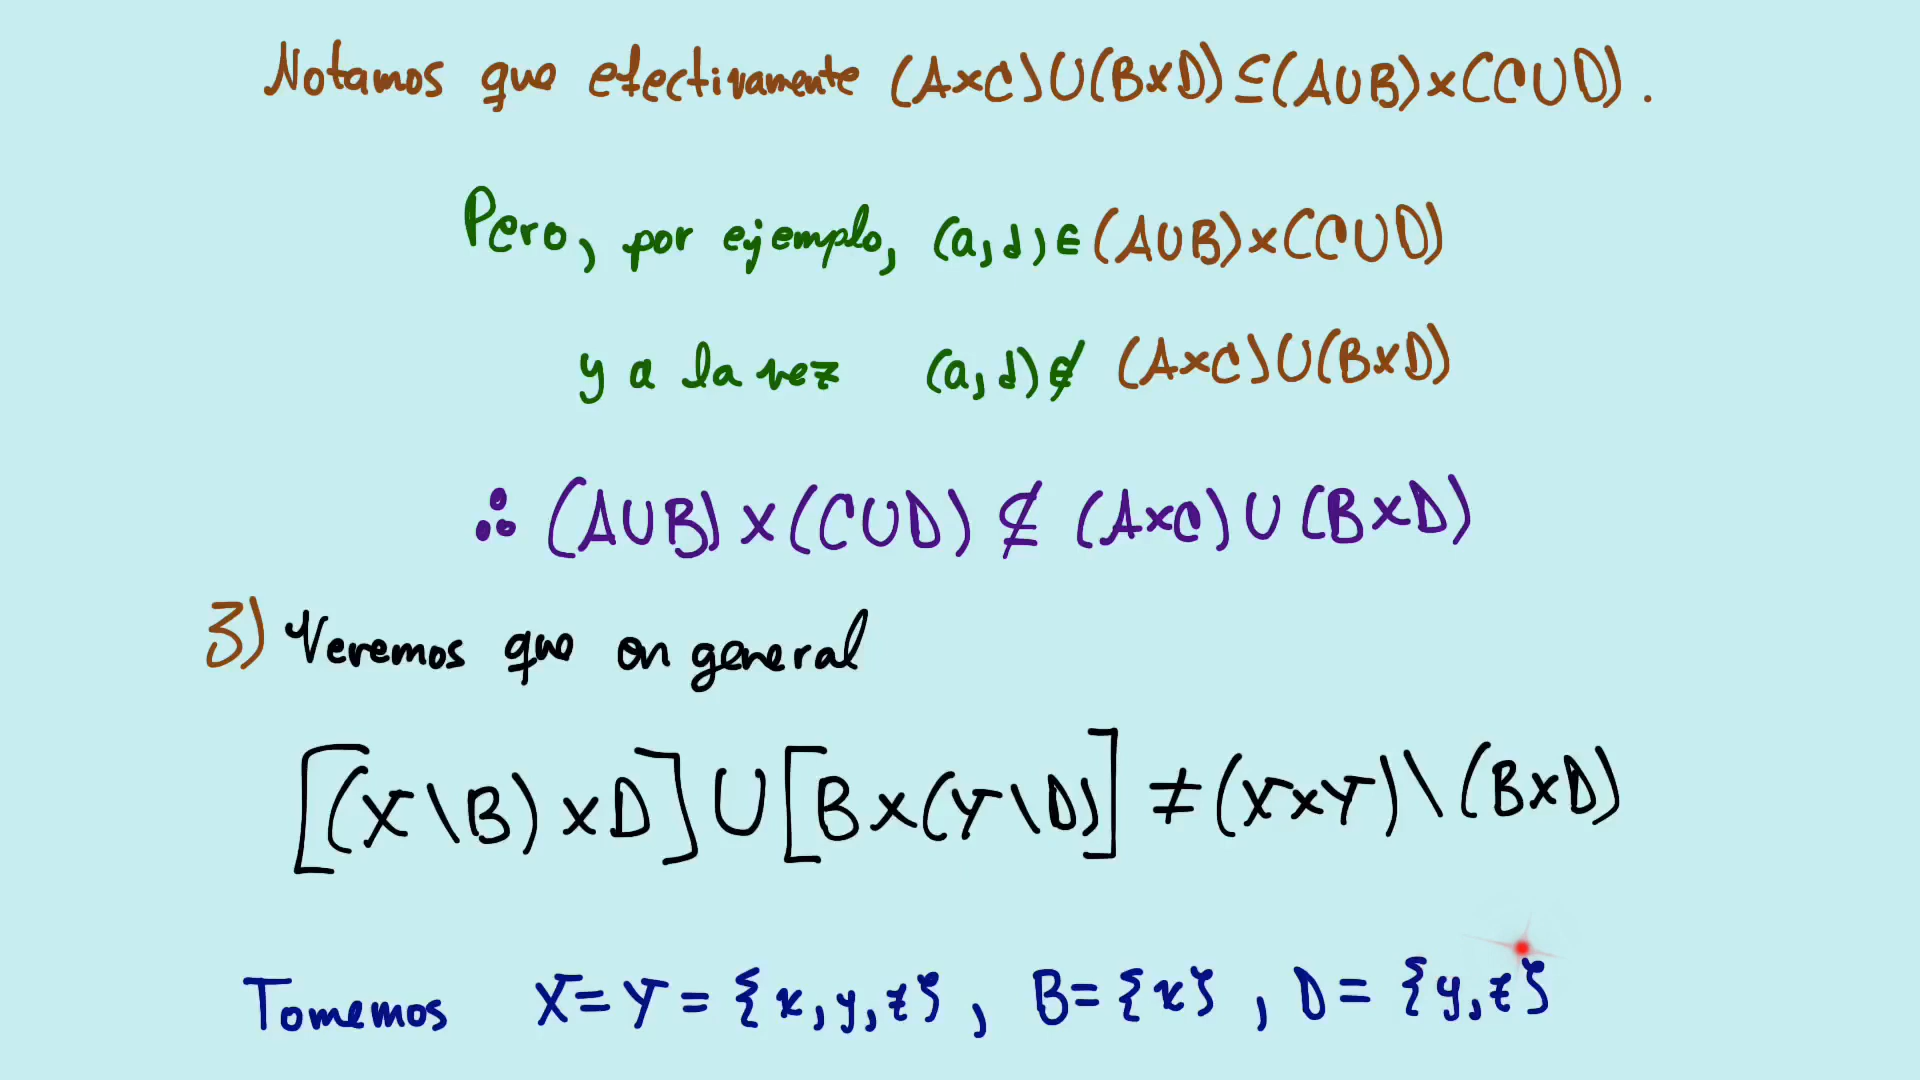 Notamos que efectivamente (A×C)∪(B×D)⊆(A∪B)×(C∪D).
Pero, por ejemplo, (a,d)∈(A∪B)×(C∪D)
y a la vez (a,d)∉ (A×C)∪(B×D)
∴ (A∪B)×(C∪D) ⊈ (A×C)∪(B×D)
3) Veremos que en general
[(X\B)×D]∪[B×(Y\D)] ≠ (X×Y)\(B×D)
Tomemos X=Y={x,y,z}, B={x}, D={y,z}